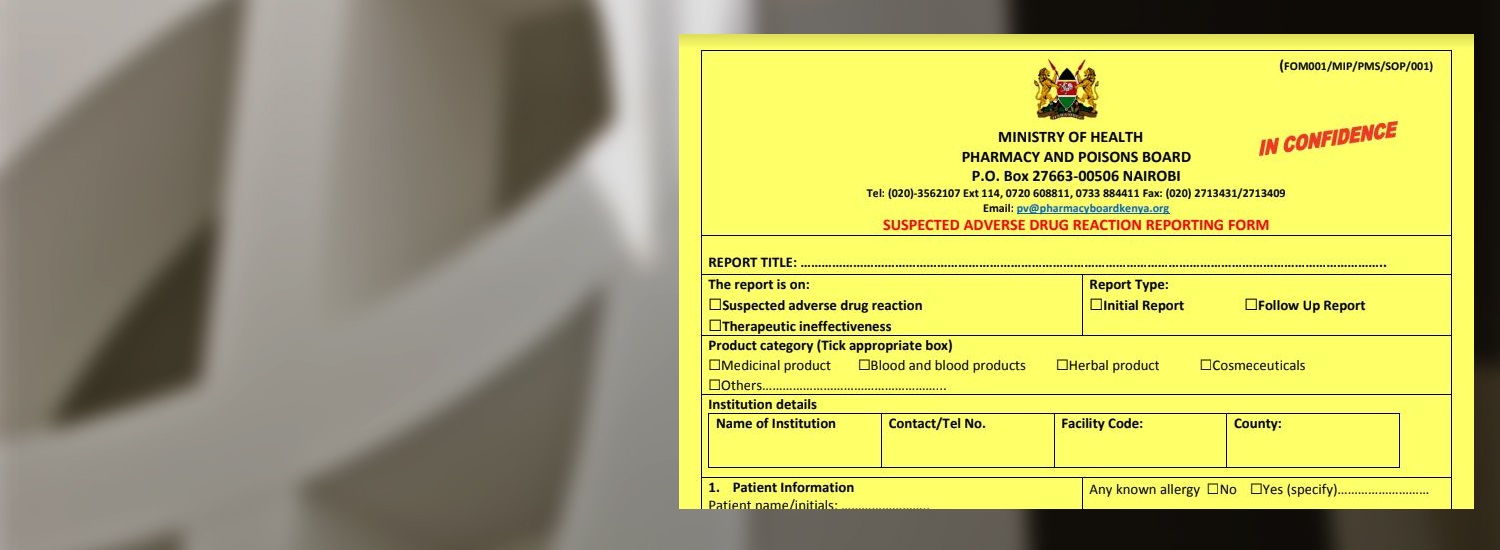 (FOM001/MIP/PMS/SOP/001)
IN CONFIDENCE
MINISTRY OF HEALTH
PHARMACY AND POISONS BOARD
P.O. Box 27663-00506 NAIROBI
Tel: (020)-3562107 Ext 114, 0720 608811, 0733 884411 Fax: (020) 2713431/2713409
Email: pv@pharmacyboardkenya.org
SUSPECTED ADVERSE DRUG REACTION REPORTING FORM
REPORT TITLE: ……………………………………………………………………………………………………………………………..
The report is on:
☐Suspected adverse drug reaction
☐Therapeutic ineffectiveness
Report Type:
☐Initial Report ☐Follow Up Report
Product category (Tick appropriate box)
☐Medicinal product ☐Blood and blood products ☐Herbal product ☐Cosmeceuticals
☐Others……………………………………..
Institution details
Name of Institution Contact/Tel No. Facility Code: County:
1. Patient Information
Patient name/initials: …………………..
Any known allergy ☐No ☐Yes (specify)…………………